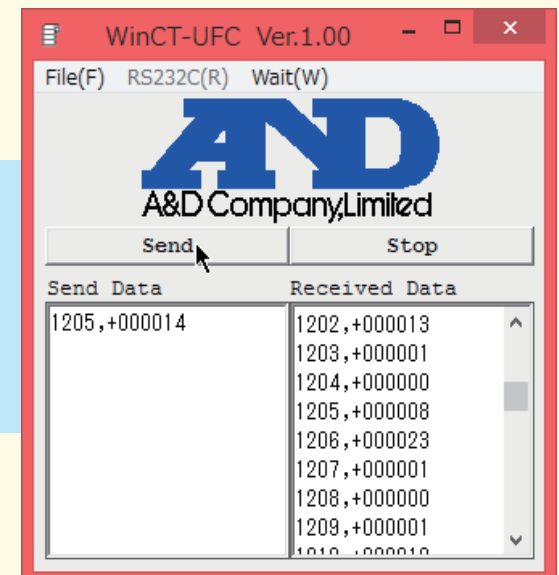 WinCT-UFC Ver.1.00
File(F) RS232C(R) Wait(W)
AND
A&D Company,Limited
Send Stop
Send Data Received Data
1205,+000014
1202,+000013
1203,+000001
1204,+000000
1205,+000008
1206,+000023
1207,+000001
1208,+000000
1209,+000001